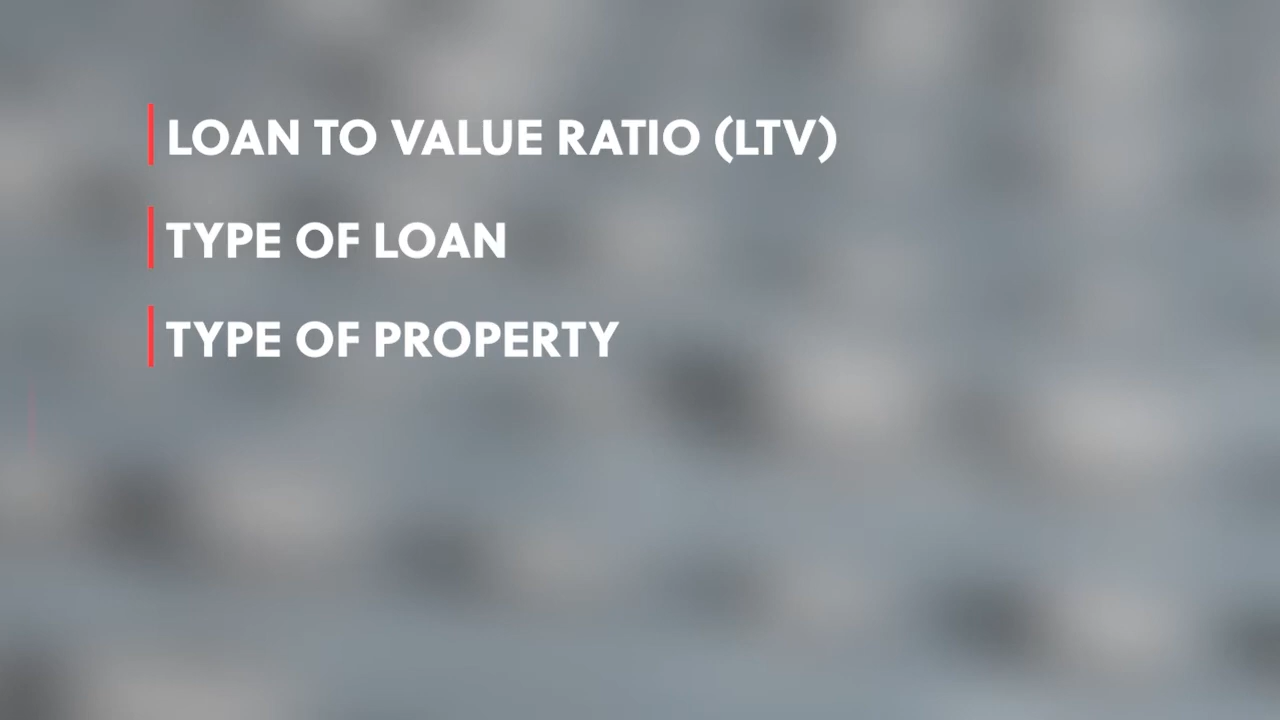 LOAN TO VALUE RATIO (LTV)
TYPE OF LOAN
TYPE OF PROPERTY